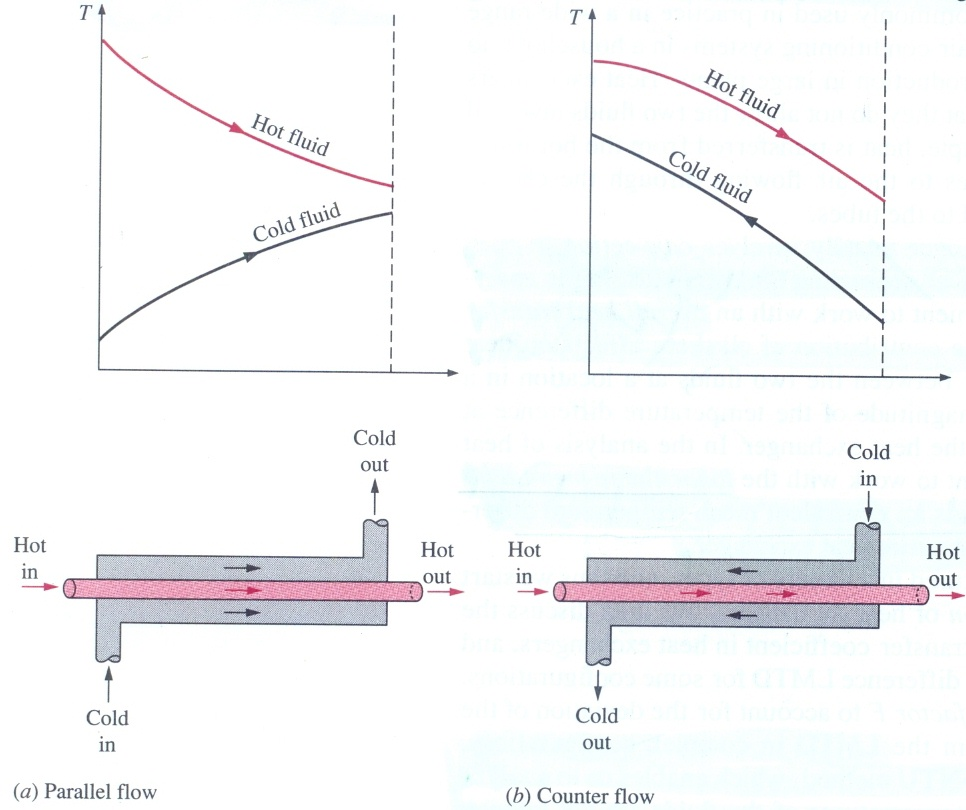 T
Hot fluid
Cold fluid
Cold
out
Hot
in
Hot
out
Cold
in
(a) Parallel flow
T
Hot fluid
Cold fluid
Cold
in
Hot
in
Hot
out
Cold
out
(b) Counter flow